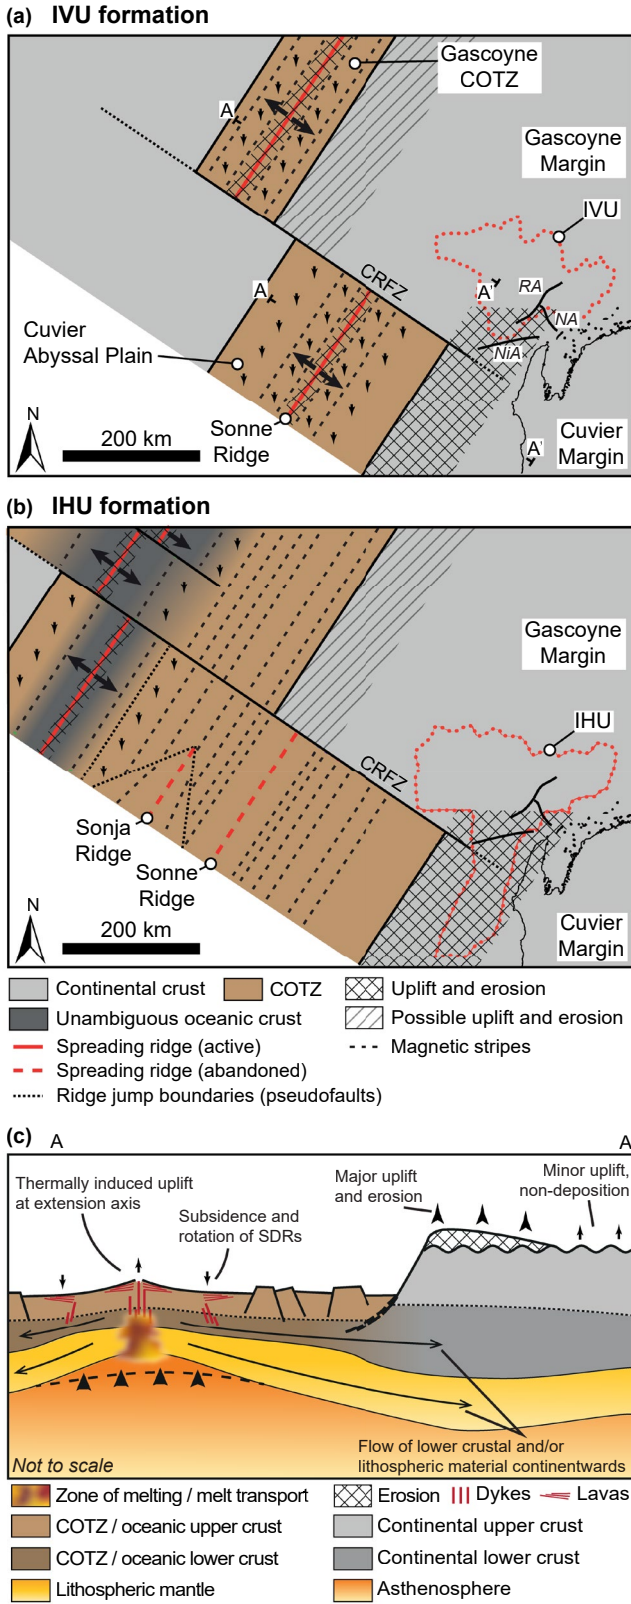 (a) IVU formation
Gascoyne
COTZ
A
Gascoyne
Margin
IVU
CRFZ
A'
RA
NA
NiA
A
Cuvier
Abyssal Plain
N
200 km
Sonne
Ridge
Cuvier
Margin
A'
(b) IHU formation
Gascoyne
Margin
IHU
CRFZ
Sonja
Ridge
Sonne
Ridge
N
200 km
Cuvier
Margin
Continental crust
COTZ
Uplift and erosion
Unambiguous oceanic crust
Possible uplift and erosion
Spreading ridge (active)
Magnetic stripes
Spreading ridge (abandoned)
Ridge jump boundaries (pseudofaults)
(c) A
A
Thermally induced uplift
at extension axis
Subsidence and
rotation of SDRs
Major uplift
and erosion
Minor uplift,
non-deposition
Flow of lower crustal and/or
lithospheric material continentwards
Not to scale
Zone of melting / melt transport
Erosion
Dykes
Lavas
COTZ / oceanic upper crust
Continental upper crust
COTZ / oceanic lower crust
Continental lower crust
Lithospheric mantle
Asthenosphere